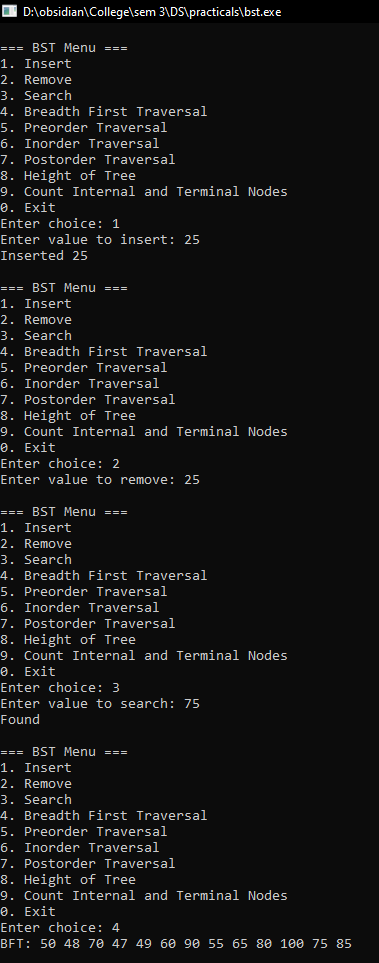 D:\obsidian\College\sem 3\DS\practicals\bst.exe
=== BST Menu ===
1. Insert
2. Remove
3. Search
4. Breadth First Traversal
5. Preorder Traversal
6. Inorder Traversal
7. Postorder Traversal
8. Height of Tree
9. Count Internal and Terminal Nodes
0. Exit
Enter choice: 1
Enter value to insert: 25
Inserted 25
=== BST Menu ===
1. Insert
2. Remove
3. Search
4. Breadth First Traversal
5. Preorder Traversal
6. Inorder Traversal
7. Postorder Traversal
8. Height of Tree
9. Count Internal and Terminal Nodes
0. Exit
Enter choice: 2
Enter value to remove: 25
=== BST Menu ===
1. Insert
2. Remove
3. Search
4. Breadth First Traversal
5. Preorder Traversal
6. Inorder Traversal
7. Postorder Traversal
8. Height of Tree
9. Count Internal and Terminal Nodes
0. Exit
Enter choice: 3
Enter value to search: 75
Found
=== BST Menu ===
1. Insert
2. Remove
3. Search
4. Breadth First Traversal
5. Preorder Traversal
6. Inorder Traversal
7. Postorder Traversal
8. Height of Tree
9. Count Internal and Terminal Nodes
0. Exit
Enter choice: 4
BFT: 50 48 70 47 49 60 90 55 65 80 100 75 85